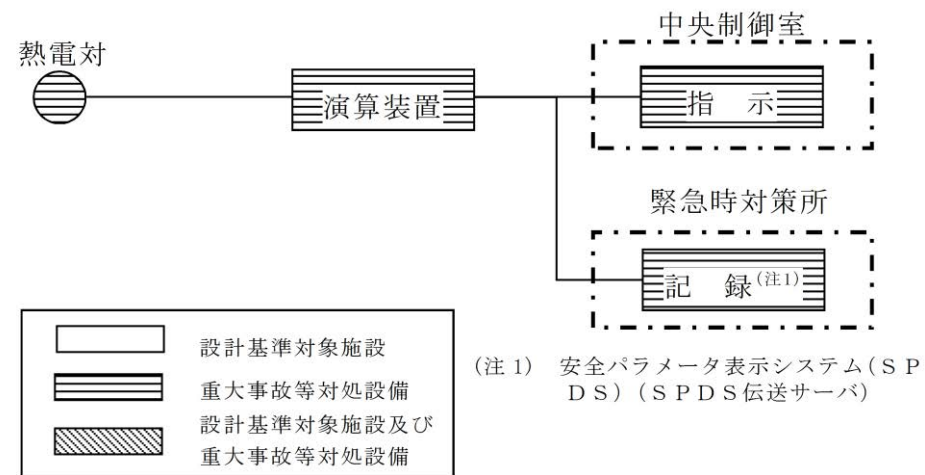 中央制御室
熱電対
演算装置
指　示
緊急時対策所
記　録(注1)
設計基準対象施設
重大事故等対処設備
設計基準対象施設及び
重大事故等対処設備
(注1)　安全パラメータ表示システム(ＳＰ
ＤＳ)(ＳＰＤＳ伝送サーバ)